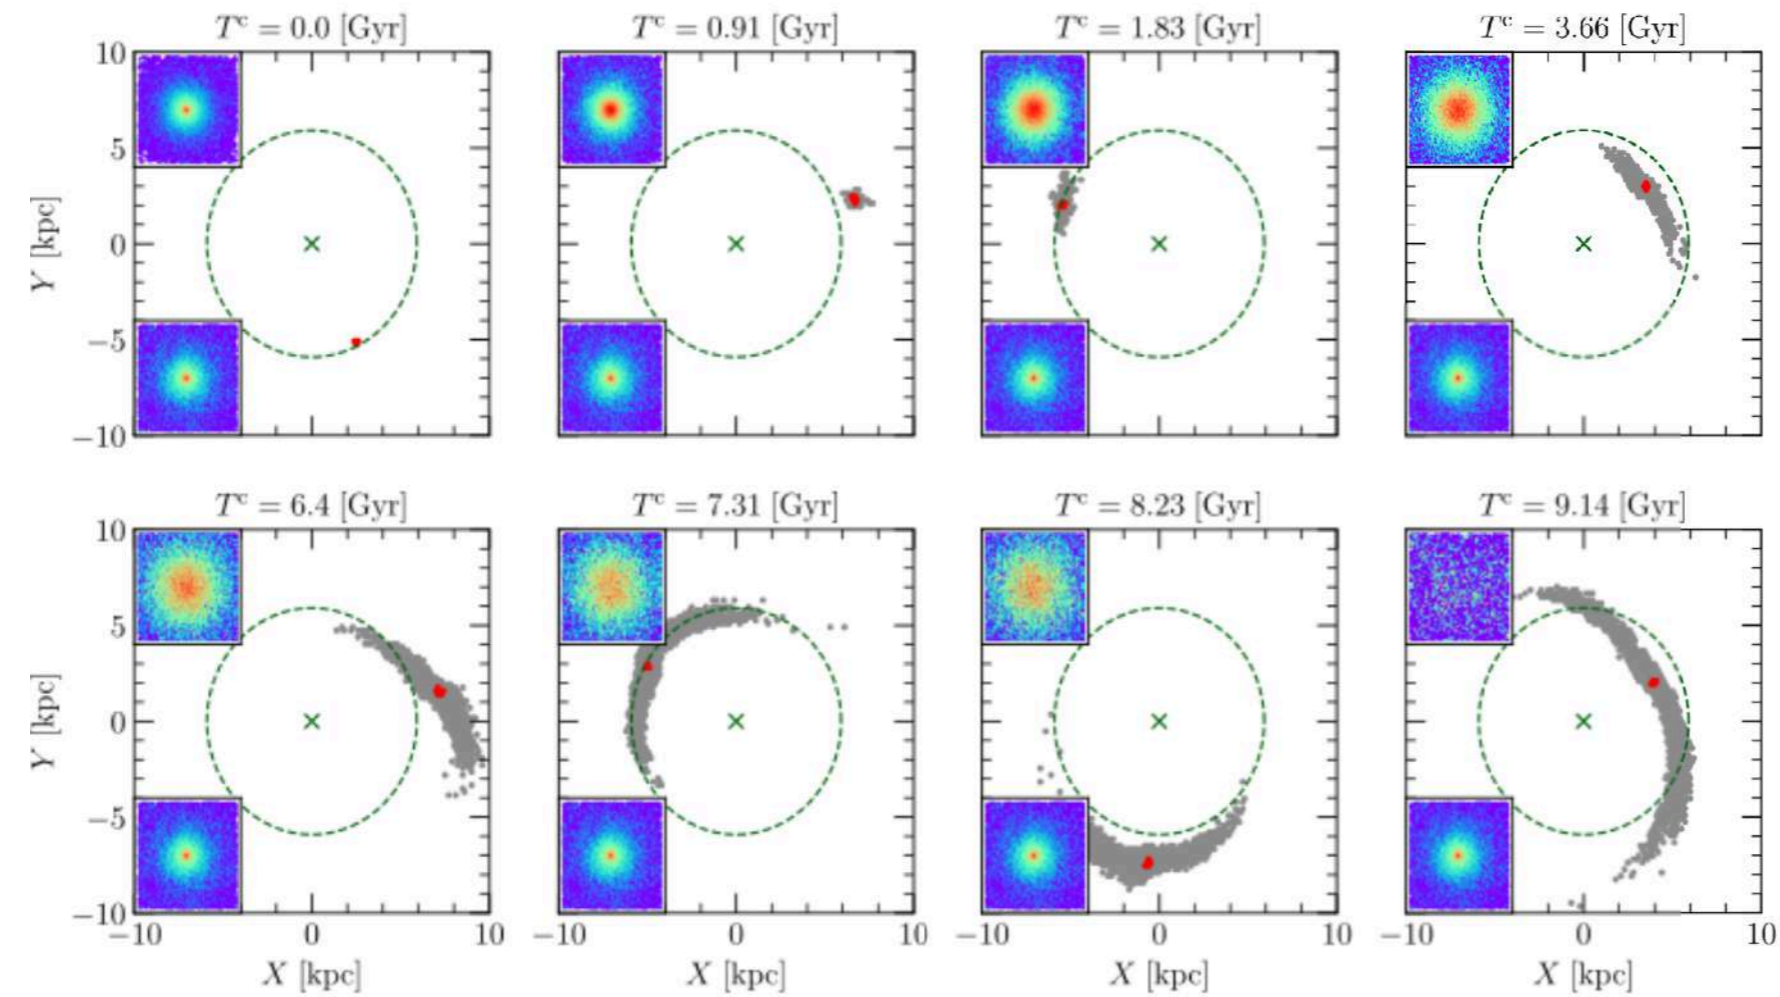 T^c = 0.0 [Gyr]
T^c = 0.91 [Gyr]
T^c = 1.83 [Gyr]
T^c = 3.66 [Gyr]
10
5
0
−5
−10
Y [kpc]
T^c = 6.4 [Gyr]
T^c = 7.31 [Gyr]
T^c = 8.23 [Gyr]
T^c = 9.14 [Gyr]
10
5
0
−5
−10
Y [kpc]
−10 0 10
−10 0 10
−10 0 10
−10 0 10
X [kpc]
X [kpc]
X [kpc]
X [kpc]